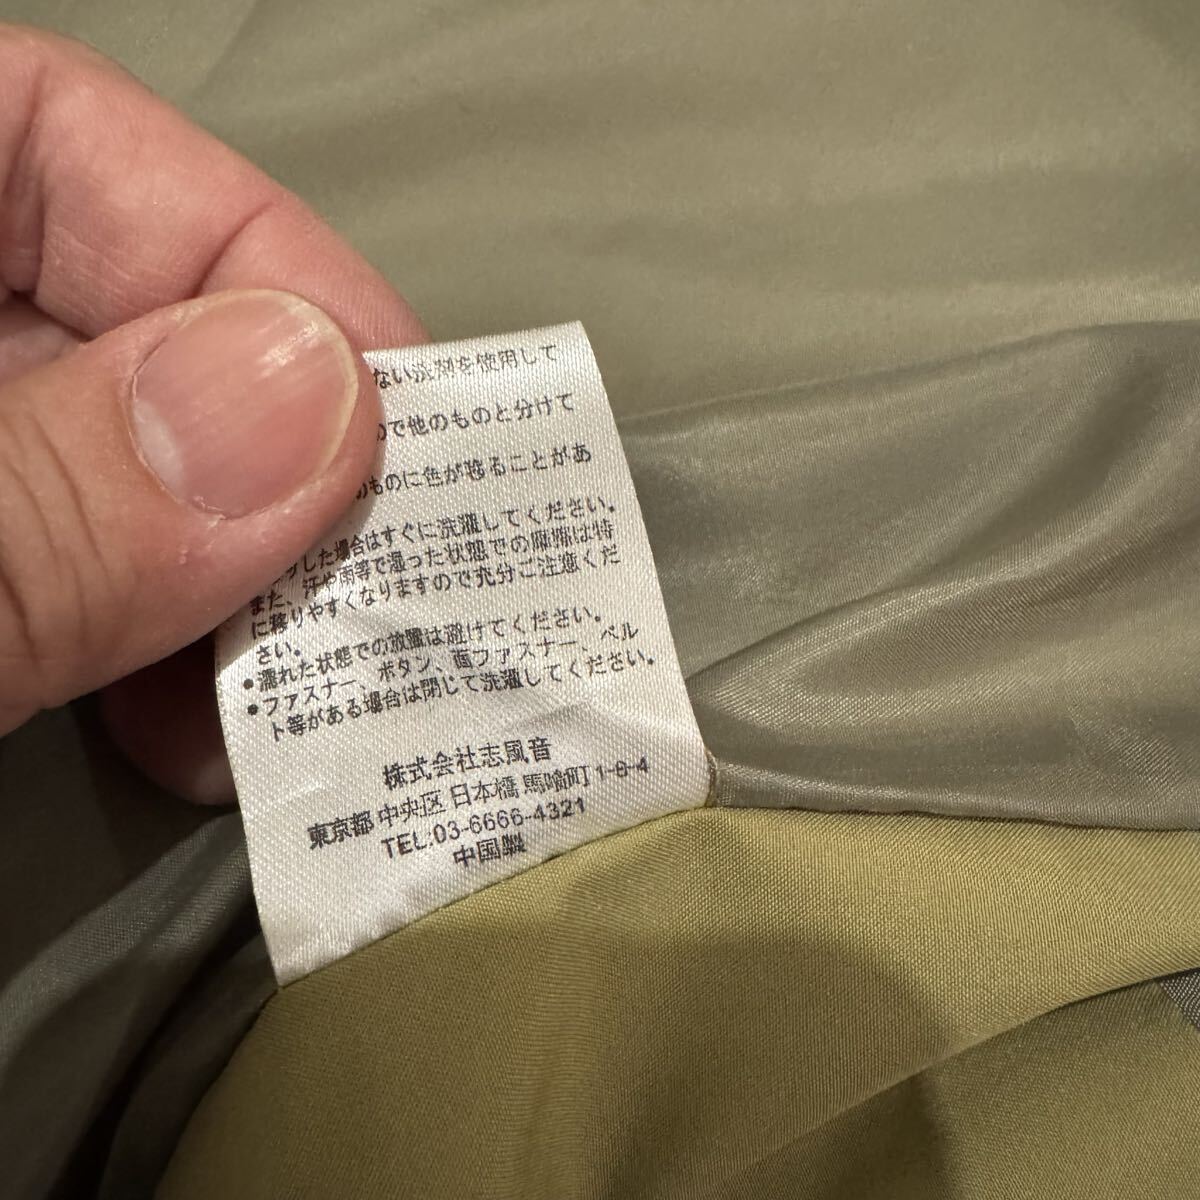 ない洗剤を使用して
ので他のものと分けて
のものに色が移ることがあ
した場合はすぐに洗濯してください。
また、汗や雨等で湿った状態での摩擦は特
に移りやすくなりますので充分ご注意くだ
さい。
●濡れた状態での放置は避けてください。
●ファスナー、ボタン、面ファスナー、ベル
ト等がある場合は閉じて洗濯してください。
株式会社志風音
東京都 中央区 日本橋 馬喰町 1-8-4
TEL.03-6666-4321
中国製